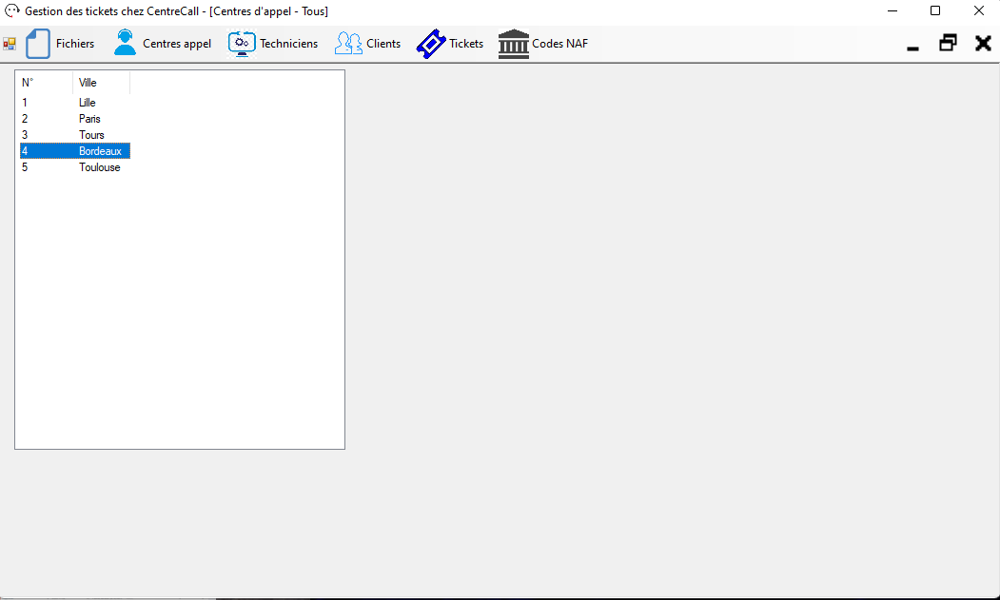 Gestion des tickets chez CentreCall - [Centres d'appel - Tous]
Fichiers Centres appel Techniciens Clients Tickets Codes NAF
N° Ville
1 Lille
2 Paris
3 Tours
4 Bordeaux
5 Toulouse